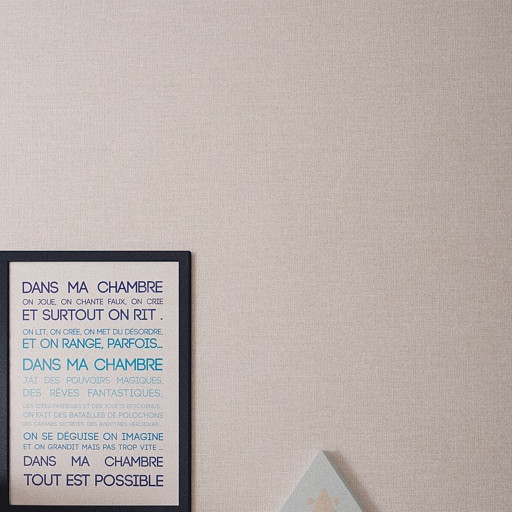 DANS MA CHAMBRE
ON JOUE, ON CHANTE FAUX, ON CRIE
ET SURTOUT ON RIT .
ON LIT, ON CRÉE, ON MET DU DÉSORDRE,
ET ON RANGE, PARFOIS...
DANS MA CHAMBRE
J'AI DES POUVOIRS MAGIQUES,
DES RÊVES FANTASTIQUES,
ON FAIT DES BATAILLES DE POLOCHONS
ON SE DÉGUISE ON IMAGINE
ET ON GRANDIT MAIS PAS TROP VITE ...
DANS MA CHAMBRE
TOUT EST POSSIBLE